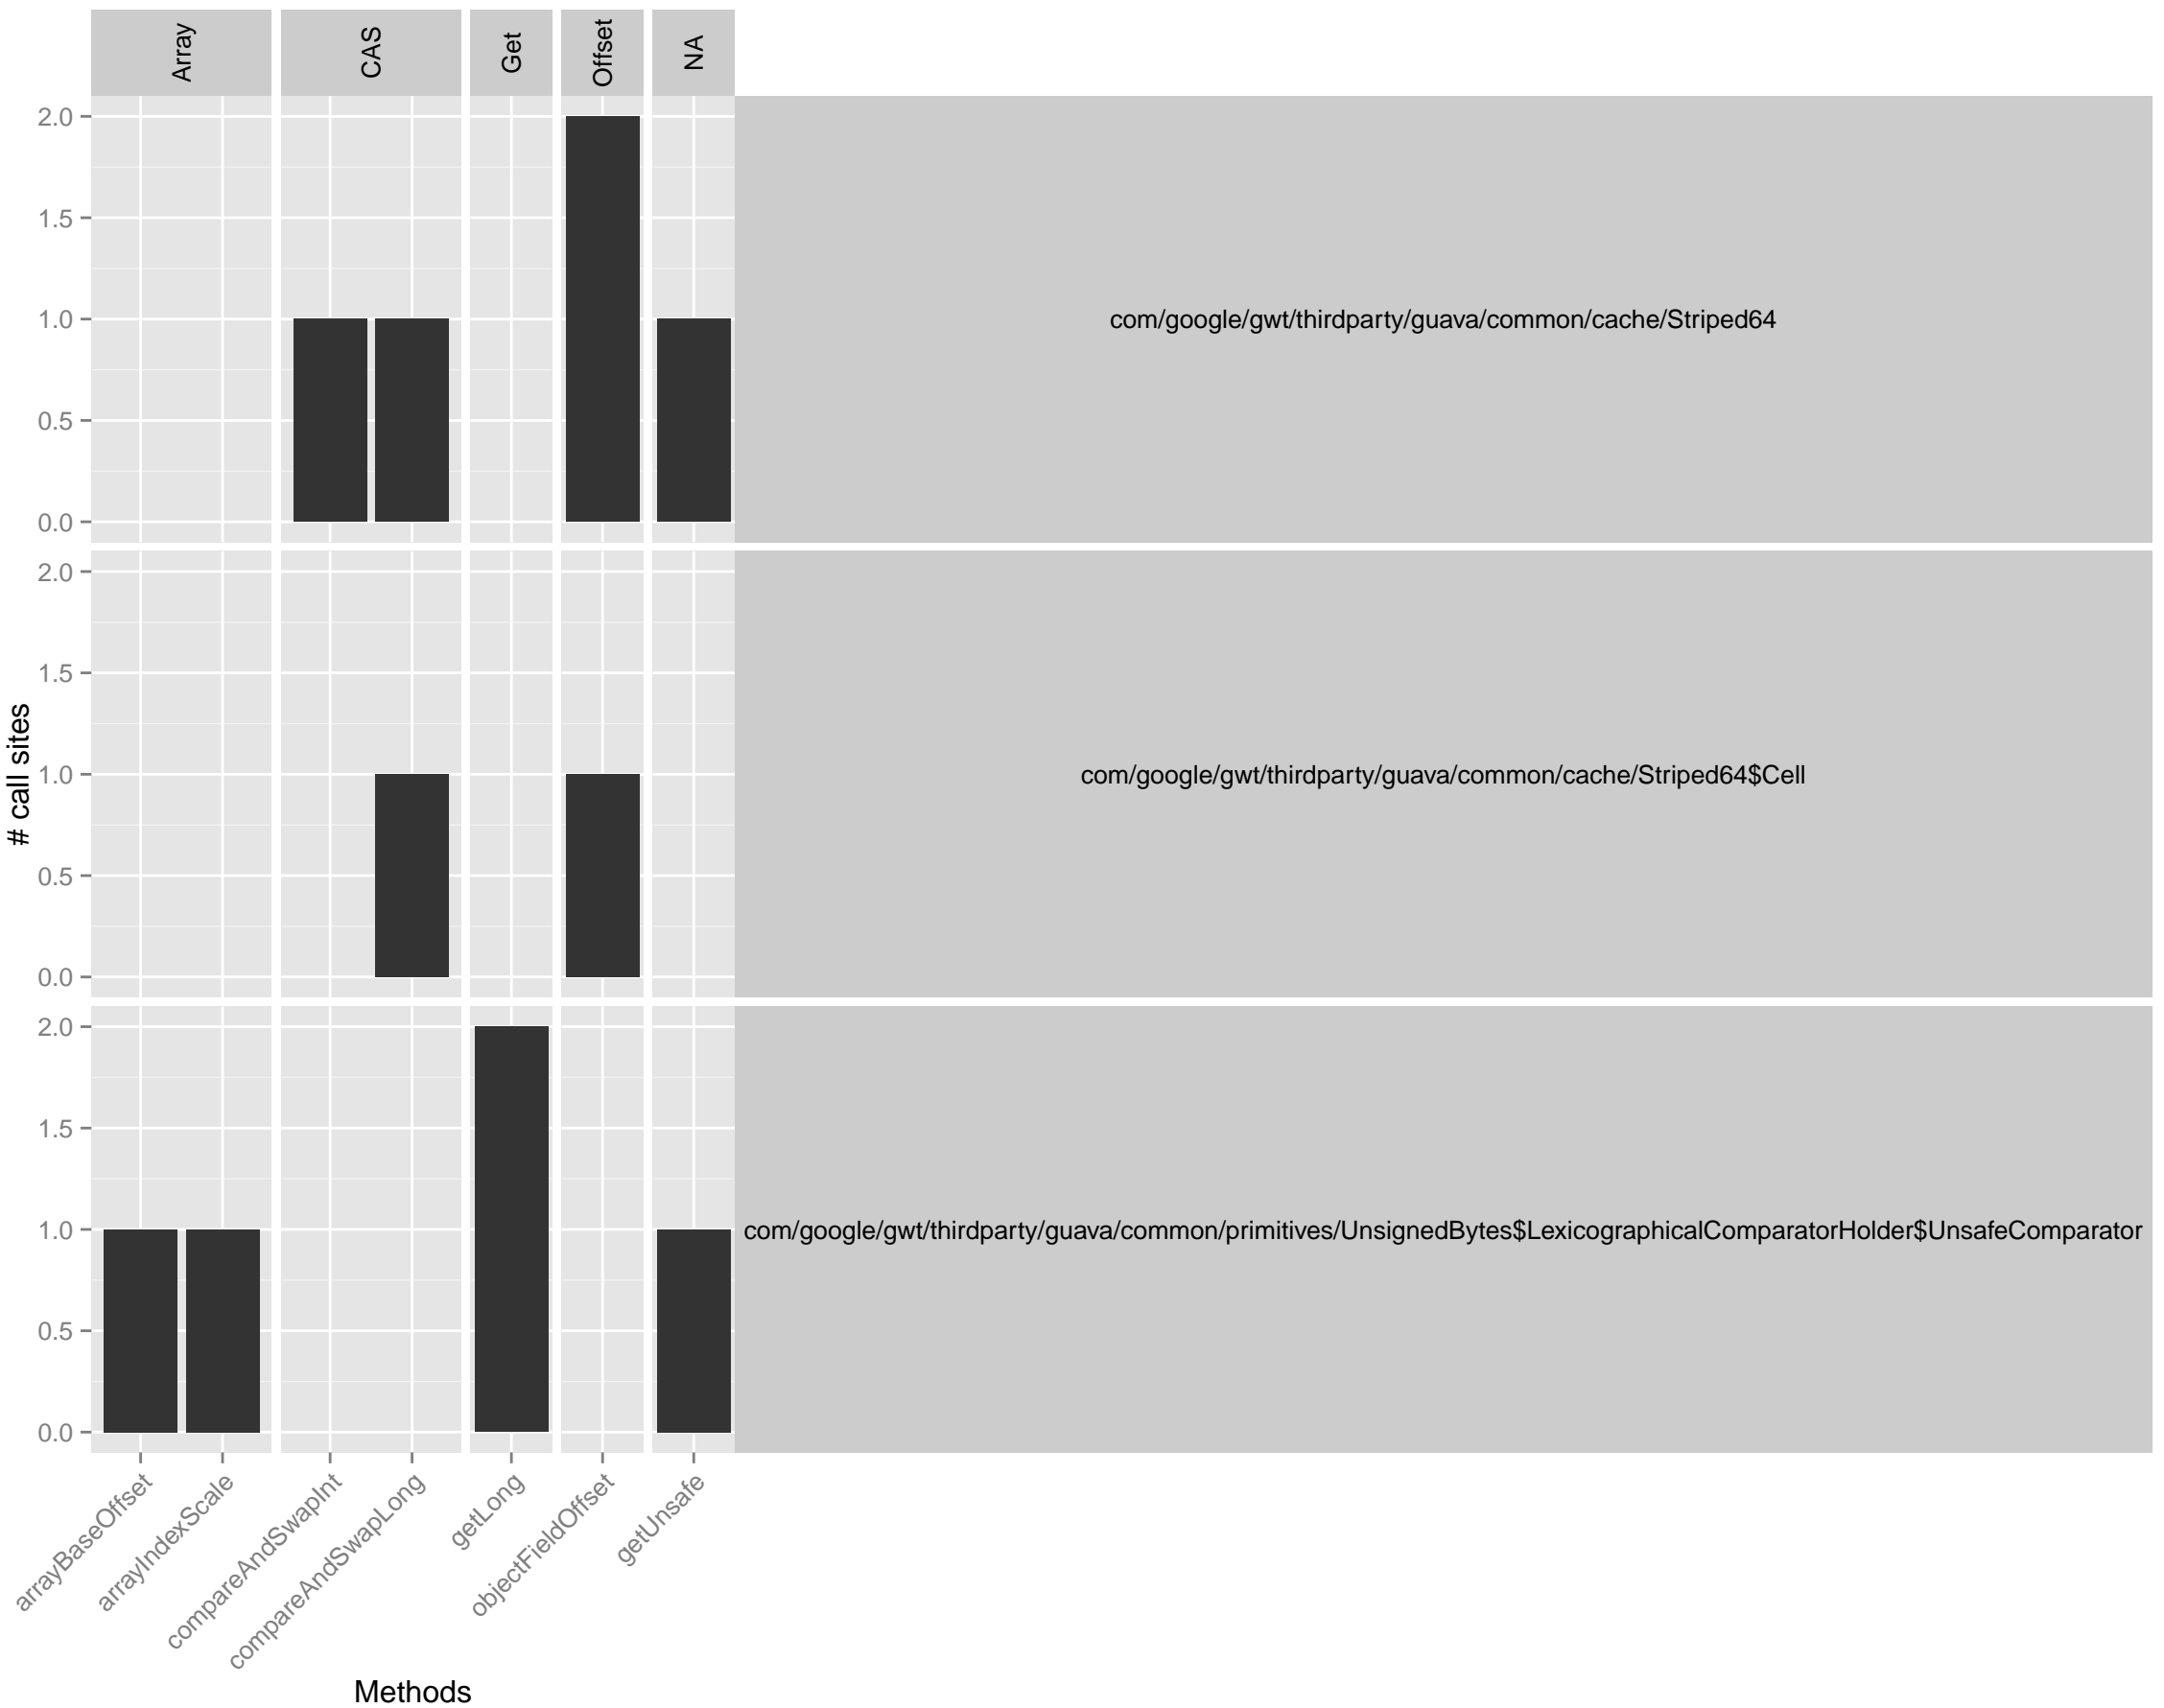 Array
CAS
Get
Offset
NA
2.0
1.5
1.0
0.5
0.0
com/google/gwt/thirdparty/guava/common/cache/Striped64
2.0
1.5
1.0
0.5
0.0
com/google/gwt/thirdparty/guava/common/cache/Striped64$Cell
2.0
1.5
1.0
0.5
0.0
com/google/gwt/thirdparty/guava/common/primitives/UnsignedBytes$LexicographicalComparatorHolder$UnsafeComparator
# call sites
arrayBaseOffset
arrayIndexScale
compareAndSwapInt
compareAndSwapLong
getLong
objectFieldOffset
getUnsafe
Methods